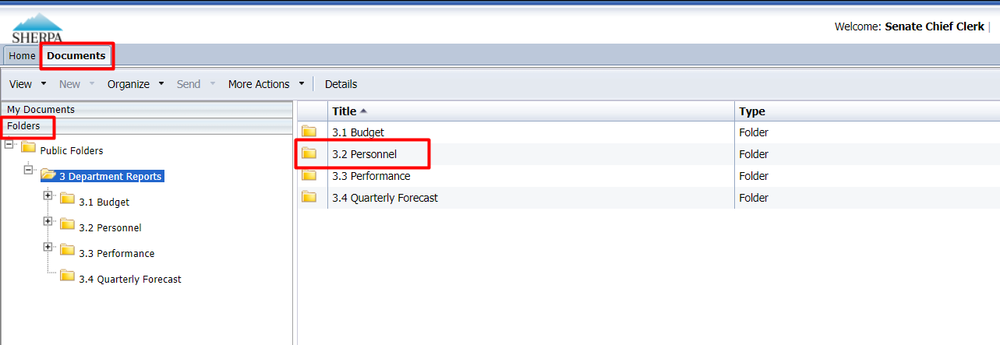 SHERPA
Welcome: Senate Chief Clerk |
Home Documents
View New Organize Send More Actions Details
My Documents
Folders
Public Folders
3 Department Reports
3.1 Budget
3.2 Personnel
3.3 Performance
3.4 Quarterly Forecast
Title Type
3.1 Budget Folder
3.2 Personnel Folder
3.3 Performance Folder
3.4 Quarterly Forecast Folder